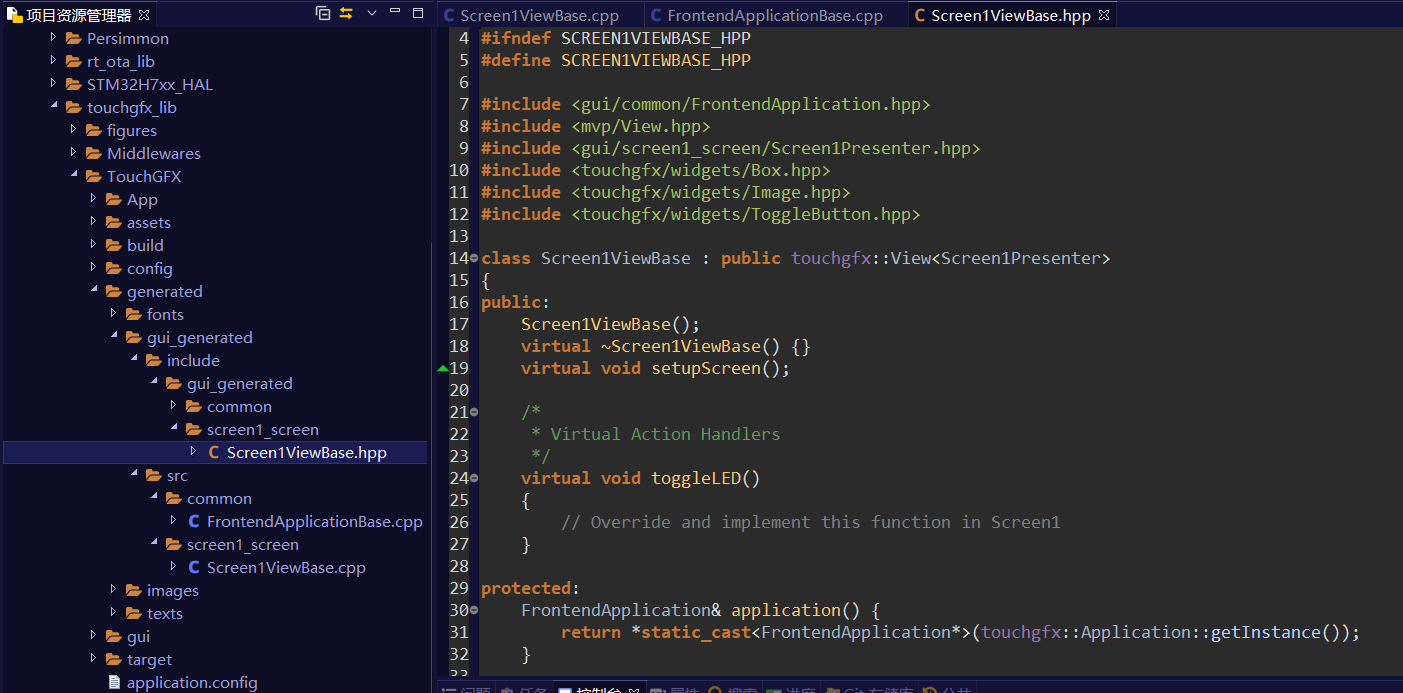 项目资源管理器
Persimmon
rt_ota_lib
STM32H7xx_HAL
touchgfx_lib
figures
Middlewares
TouchGFX
App
assets
build
config
generated
fonts
gui_generated
include
gui_generated
common
screen1_screen
Screen1ViewBase.hpp
src
common
FrontendApplicationBase.cpp
screen1_screen
Screen1ViewBase.cpp
images
texts
gui
target
application.config
Screen1ViewBase.cpp FrontendApplicationBase.cpp Screen1ViewBase.hpp
4 #ifndef SCREEN1VIEWBASE_HPP
5 #define SCREEN1VIEWBASE_HPP
6
7 #include <gui/common/FrontendApplication.hpp>
8 #include <mvp/View.hpp>
9 #include <gui/screen1_screen/Screen1Presenter.hpp>
10 #include <touchgfx/widgets/Box.hpp>
11 #include <touchgfx/widgets/Image.hpp>
12 #include <touchgfx/widgets/ToggleButton.hpp>
13
14 class Screen1ViewBase : public touchgfx::View<Screen1Presenter>
15 {
16 public:
17 Screen1ViewBase();
18 virtual ~Screen1ViewBase() {}
19 virtual void setupScreen();
20
21 /*
22 * Virtual Action Handlers
23 */
24 virtual void toggleLED()
25 {
26 // Override and implement this function in Screen1
27 }
28
29 protected:
30 FrontendApplication& application() {
31 return *static_cast<FrontendApplication*>(touchgfx::Application::getInstance());
32 }
33